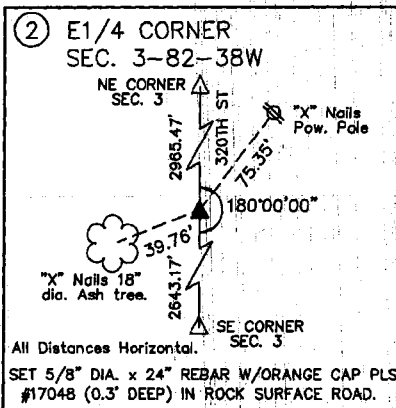 2 E1/4 CORNER
SEC. 3-82-38W
NE CORNER
SEC. 3
2965.47'
320TH ST
"X" Nails
Pow. Pole
75.35'
180°00'00"
39.76'
"X" Nails 18"
dia. Ash tree.
2643.17'
SE CORNER
SEC. 3
All Distances Horizontal.
SET 5/8" DIA. x 24" REBAR W/ORANGE CAP PLS
#17048 (0.3' DEEP) IN ROCK SURFACE ROAD.